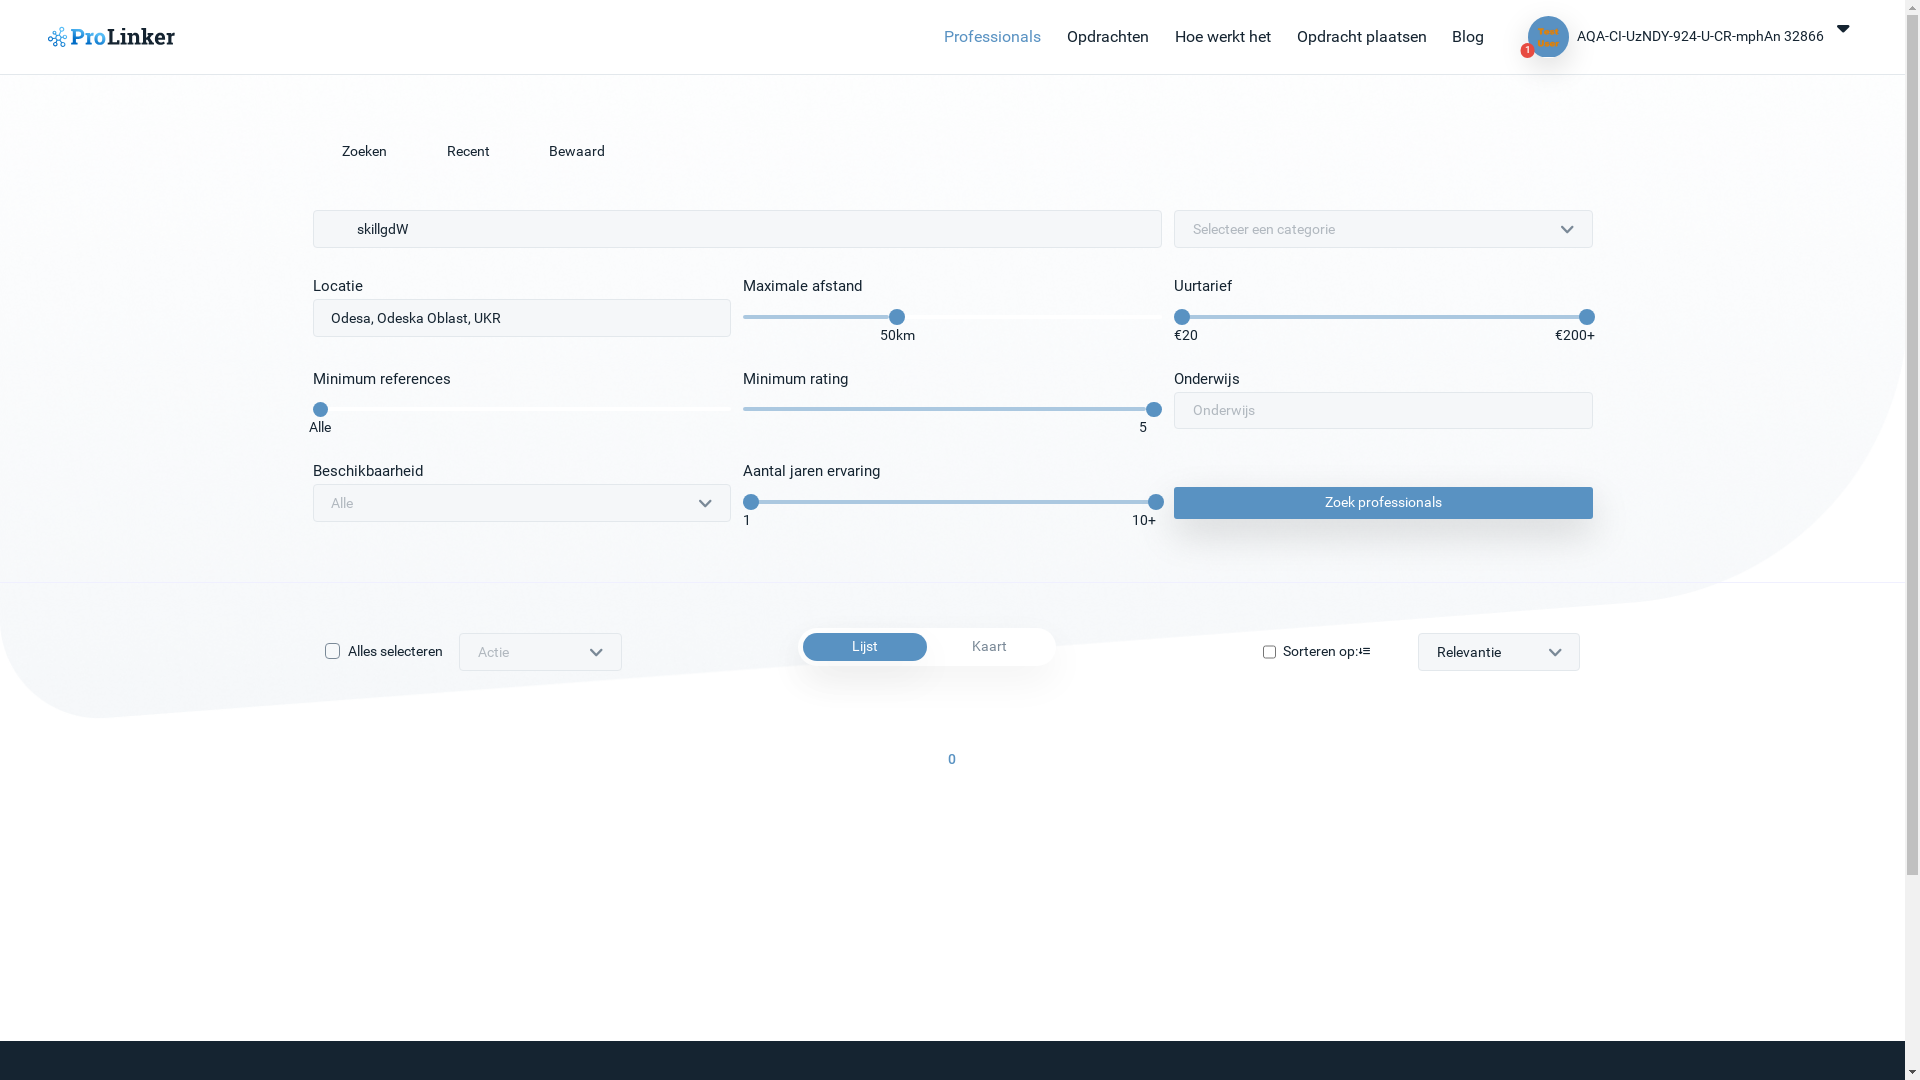 ProLinker
Professionals Opdrachten Hoe werkt het Opdracht plaatsen Blog
Test User
1
AQA-CI-UzNDY-924-U-CR-mphAn 32866
Zoeken Recent Bewaard
skillgdW
Selecteer een categorie
Locatie
Odesa, Odeska Oblast, UKR
Maximale afstand
50km
Uurtarief
€20 €200+
Minimum references
Alle
Minimum rating
5
Onderwijs
Onderwijs
Beschikbaarheid
Alle
Aantal jaren ervaring
1 10+
Zoek professionals
Alles selecteren
Actie
Lijst Kaart
Sorteren op:
Relevantie
0